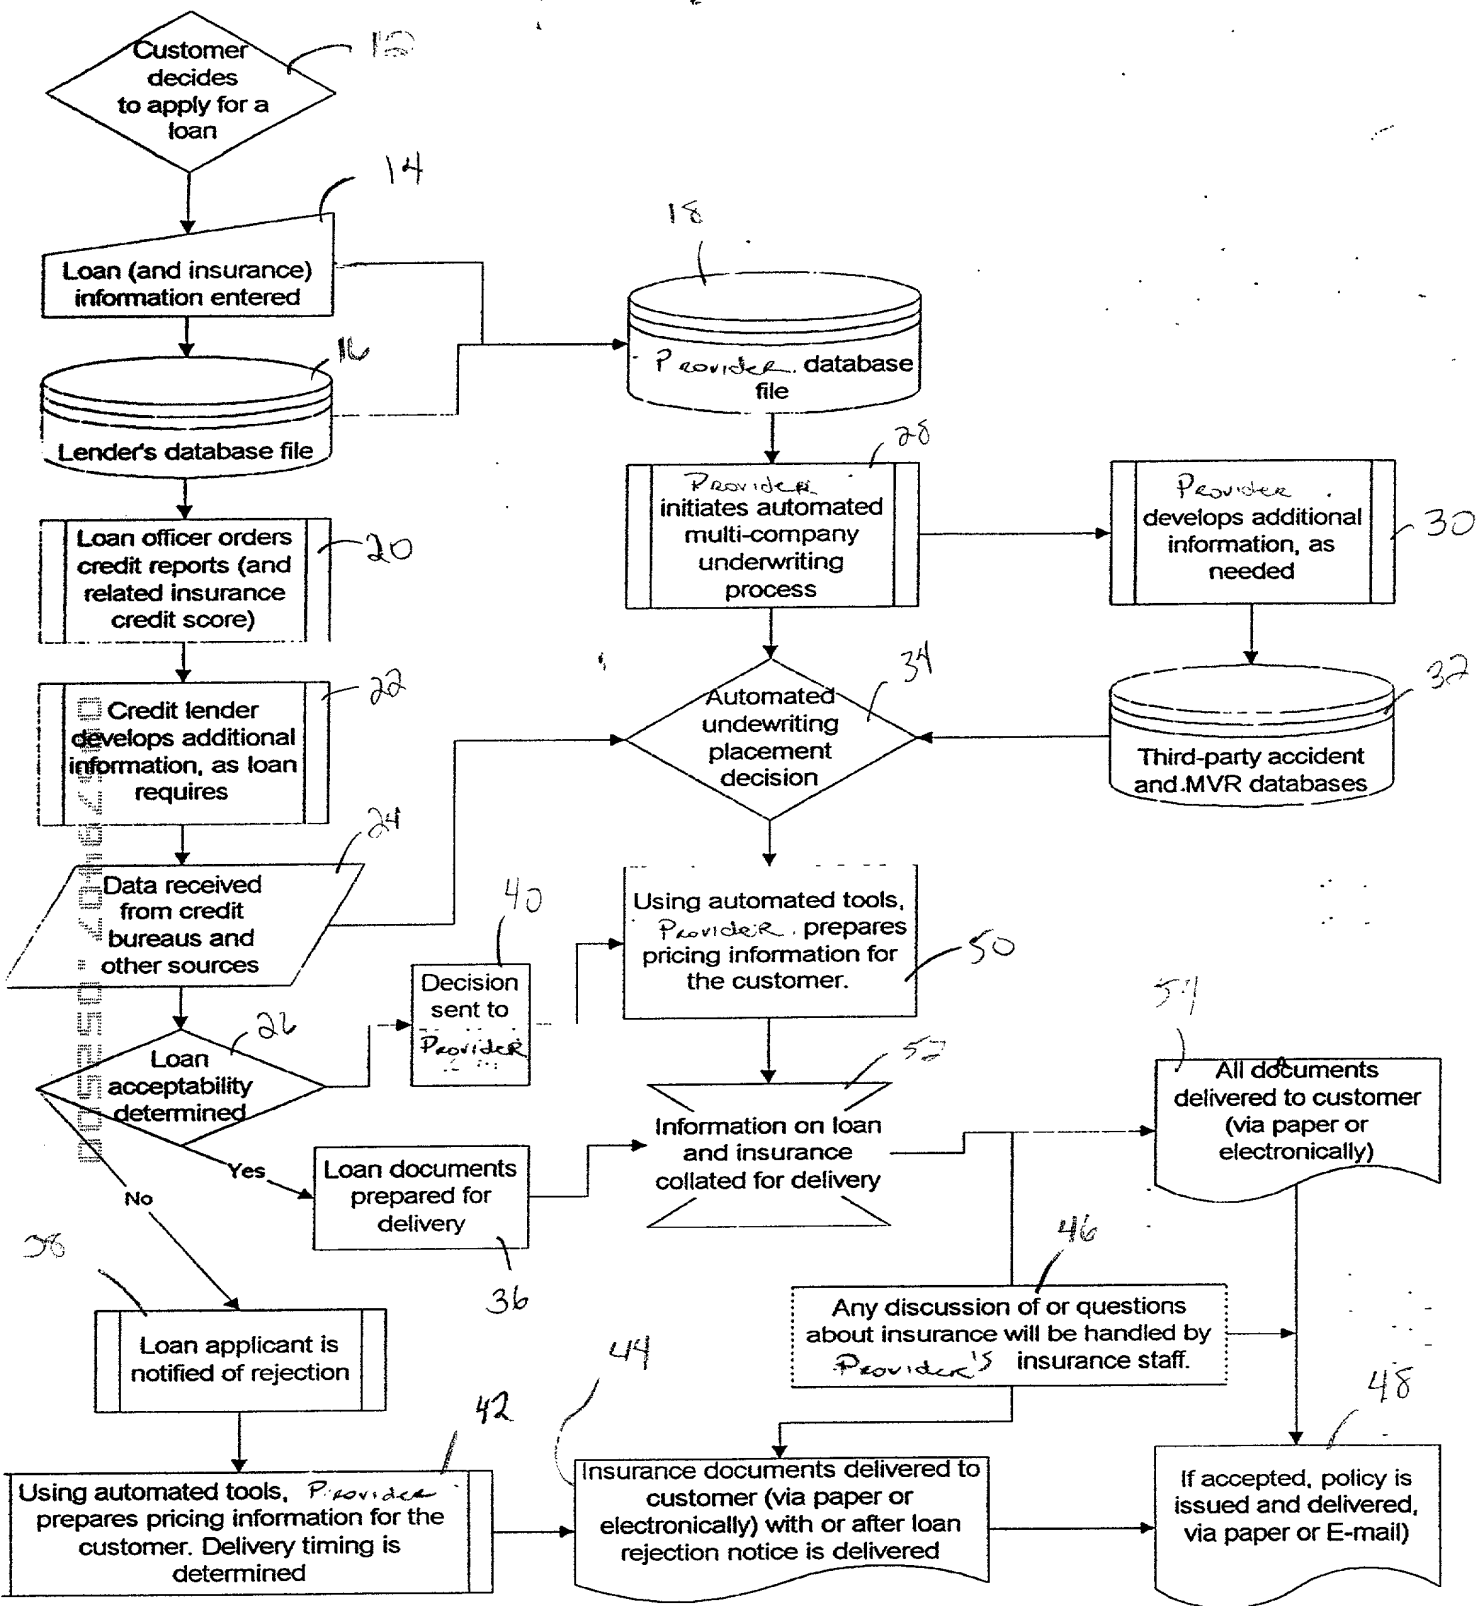 Customer
decides
to apply for a
loan
12
14
Loan (and insurance)
information entered
18
Provider database
file
16
Lender's database file
28
Provider
initiates automated
multi-company
underwriting
process
Provider
develops additional
information, as
needed
30
Loan officer orders
credit reports (and
related insurance
credit score)
20
22
Credit lender
develops additional
information, as loan
requires
34
Automated
undewriting
placement
decision
32
Third-party accident
and MVR databases
24
Data received
from credit
bureaus and
other sources
40
Decision
sent to
Provider
Using automated tools,
Provider prepares
pricing information for
the customer.
50
26
Loan
acceptability
determined
52
Information on loan
and insurance
collated for delivery
54
All documents
delivered to customer
(via paper or
electronically)
Yes
No
Loan documents
prepared for
delivery
36
38
Loan applicant is
notified of rejection
46
Any discussion of or questions
about insurance will be handled by
Provider's insurance staff.
42
Using automated tools, Provider
prepares pricing information for the
customer. Delivery timing is
determined
44
Insurance documents delivered to
customer (via paper or
electronically) with or after loan
rejection notice is delivered
48
If accepted, policy is
issued and delivered,
via paper or E-mail)